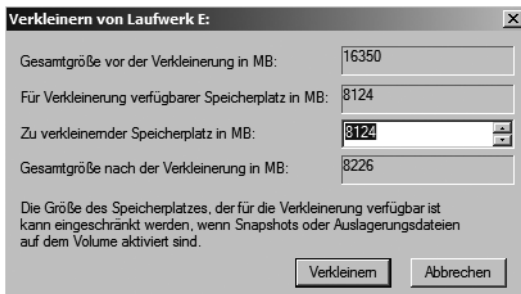 Verkleinern von Laufwerk E:
Gesamtgröße vor der Verkleinerung in MB: 16350
Für Verkleinerung verfügbarer Speicherplatz in MB: 8124
Zu verkleinernder Speicherplatz in MB: 8124
Gesamtgröße nach der Verkleinerung in MB: 8226
Die Größe des Speicherplatzes, der für die Verkleinerung verfügbar ist
kann eingeschränkt werden, wenn Snapshots oder Auslagerungsdateien
auf dem Volume aktiviert sind.
Verkleinern Abbrechen